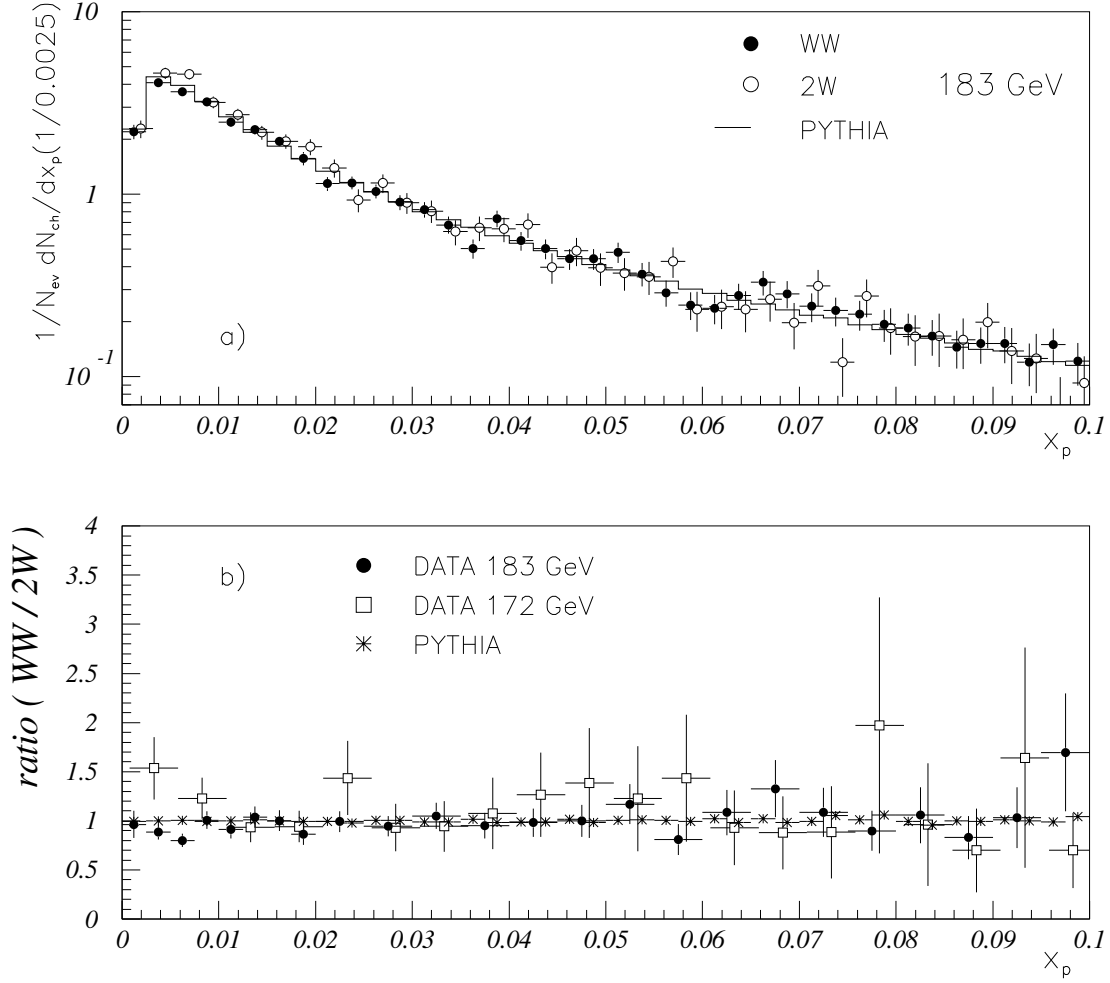 10
WW
2W
183 GeV
PYTHIA
1
a)
10 -1
1/N_ev dN_ch/dx_p(1/0.0025)
0 0.01 0.02 0.03 0.04 0.05 0.06 0.07 0.08 0.09 0.1
X_p
4
3.5
3
2.5
2
1.5
1
0.5
0
ratio ( WW / 2W )
b)
DATA 183 GeV
DATA 172 GeV
PYTHIA
0 0.01 0.02 0.03 0.04 0.05 0.06 0.07 0.08 0.09 0.1
X_p